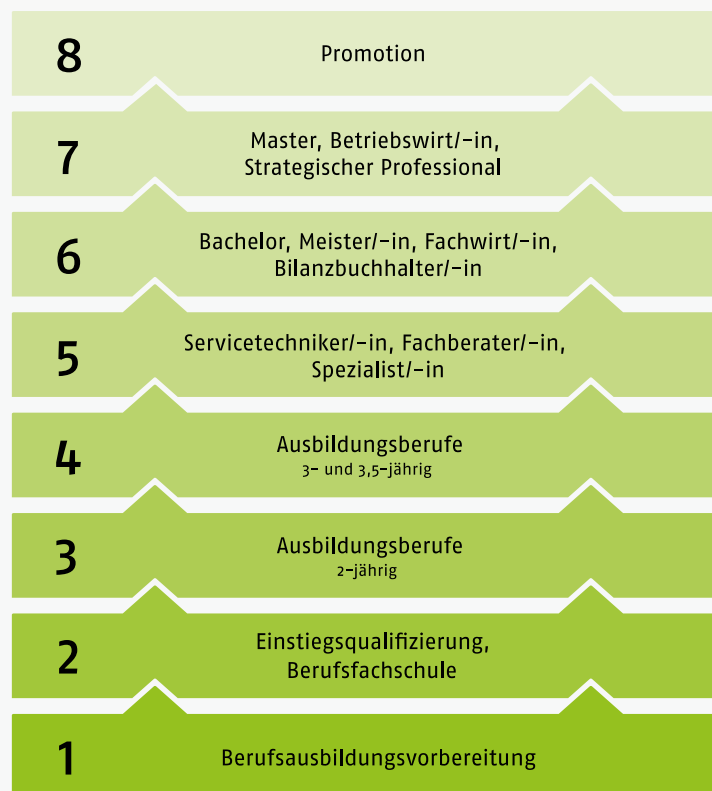 8
Promotion
7
Master, Betriebswirt/-in,
Strategischer Professional
6
Bachelor, Meister/-in, Fachwirt/-in,
Bilanzbuchhalter/-in
5
Servicetechniker/-in, Fachberater/-in,
Spezialist/-in
4
Ausbildungsberufe
3- und 3,5-jährig
3
Ausbildungsberufe
2-jährig
2
Einstiegsqualifizierung,
Berufsfachschule
1
Berufsausbildungsvorbereitung